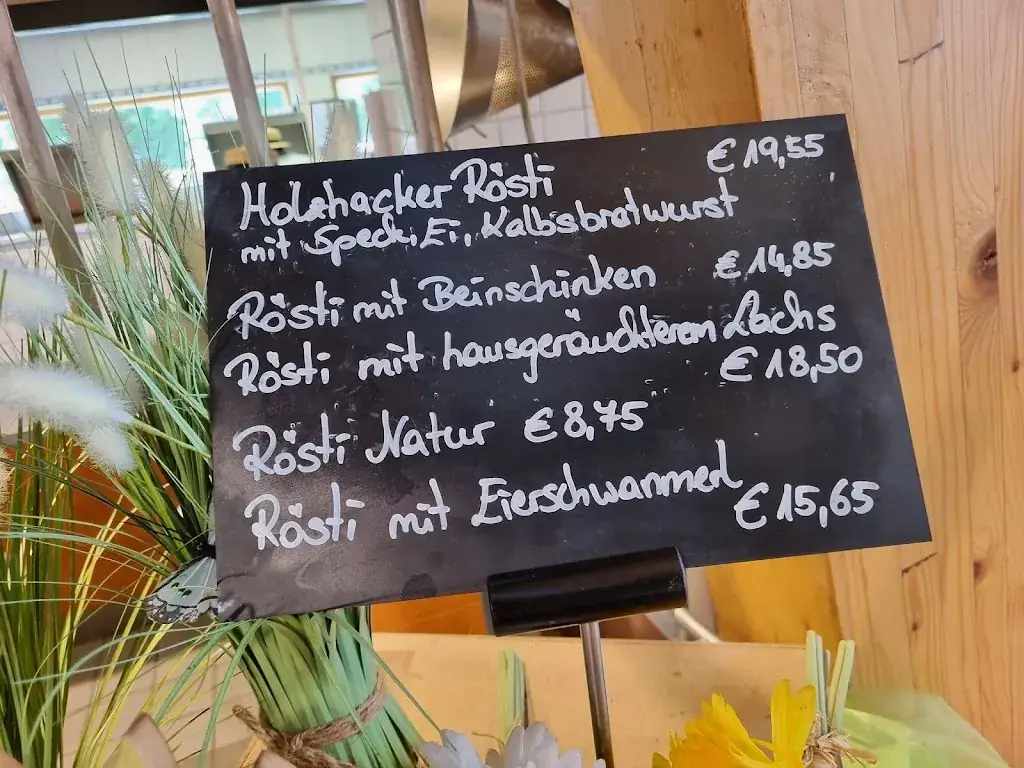 Holzhacker Rösti € 19,55
mit Speck, Ei, Kalbsbratwurst
Rösti mit Beinschinken € 14,85
Rösti mit hausgeräuchterem Lachs
€ 18,50
Rösti Natur € 8,75
Rösti mit Eierschwammerl
€ 15,65